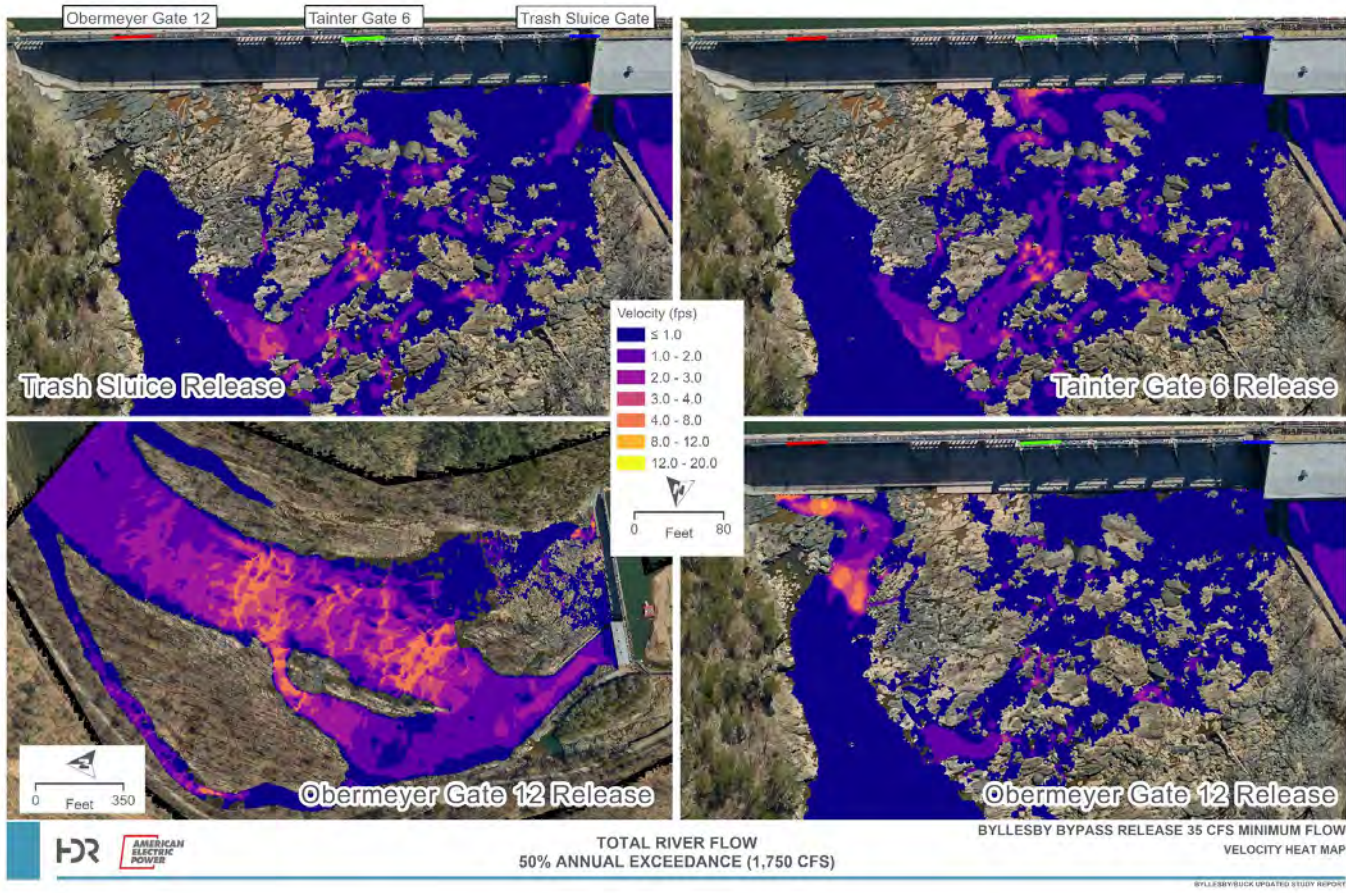 Obermeyer Gate 12
Tainter Gate 6
Trash Sluice Gate
Trash Sluice Release
Tainter Gate 6 Release
Velocity (fps)
≤ 1.0
1.0 - 2.0
2.0 - 3.0
3.0 - 4.0
4.0 - 8.0
8.0 - 12.0
12.0 - 20.0
0 Feet 80
0 Feet 350
Obermeyer Gate 12 Release
Obermeyer Gate 12 Release
HDR
AMERICAN
ELECTRIC
POWER
TOTAL RIVER FLOW
50% ANNUAL EXCEEDANCE (1,750 CFS)
BYLLESBY BYPASS RELEASE 35 CFS MINIMUM FLOW
VELOCITY HEAT MAP
BYLLESBY/BUCK UPDATED STUDY REPORT